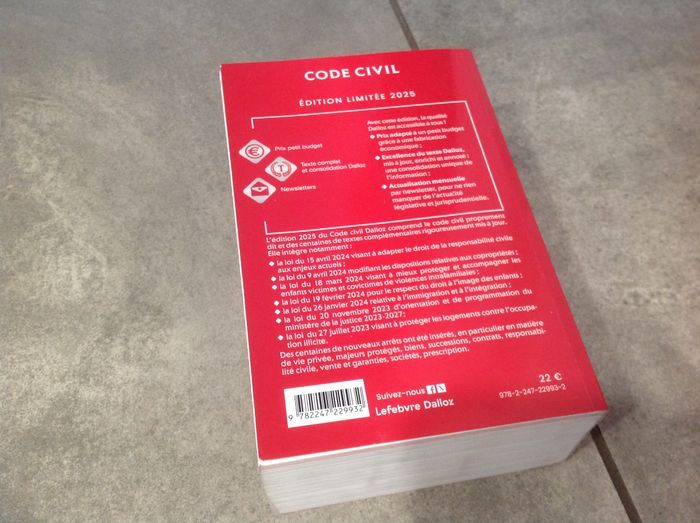 CODE CIVIL
ÉDITION LIMITÉE 2025
Prix petit budget
Texte complet
et consolidation Dalloz
Newsletters
Avec cette édition, la qualité
Dalloz est accessible à tous !
Prix adapté à un petit budget
grâce à une fabrication
économique ;
Excellence du texte Dalloz,
mis à jour, enrichi et annoté :
une consolidation unique de
l'information ;
Actualisation mensuelle
par newsletter, pour ne rien
manquer de l'actualité
législative et jurisprudentielle.
L'édition 2025 du Code civil Dalloz comprend le code civil proprement
dit et des centaines de textes complémentaires rigoureusement mis à jour.
Elle intègre notamment :
la loi du 15 avril 2024 visant à adapter le droit de la responsabilité civile
aux enjeux actuels ;
la loi du 9 avril 2024 modifiant les dispositions relatives aux copropriétés ;
la loi du 18 mars 2024 visant à mieux protéger et accompagner les
enfants victimes et covictimes de violences intrafamiliales ;
la loi du 19 février 2024 pour le respect du droit à l'image des enfants ;
la loi du 26 janvier 2024 relative à l'immigration et à l'intégration ;
la loi du 20 novembre 2023 d'orientation et de programmation du
ministère de la justice 2023-2027;
la loi du 27 juillet 2023 visant à protéger les logements contre l'occupa-
tion illicite.
Des centaines de nouveaux arrêts ont été insérés, en particulier en matière
de vie privée, majeurs protégés, biens, successions, contrats, responsabi-
lité civile, vente et garanties, sociétés, prescription.
9 782247 229932
Suivez-nous
Lefebvre Dalloz
22 €
978-2-247-22993-2